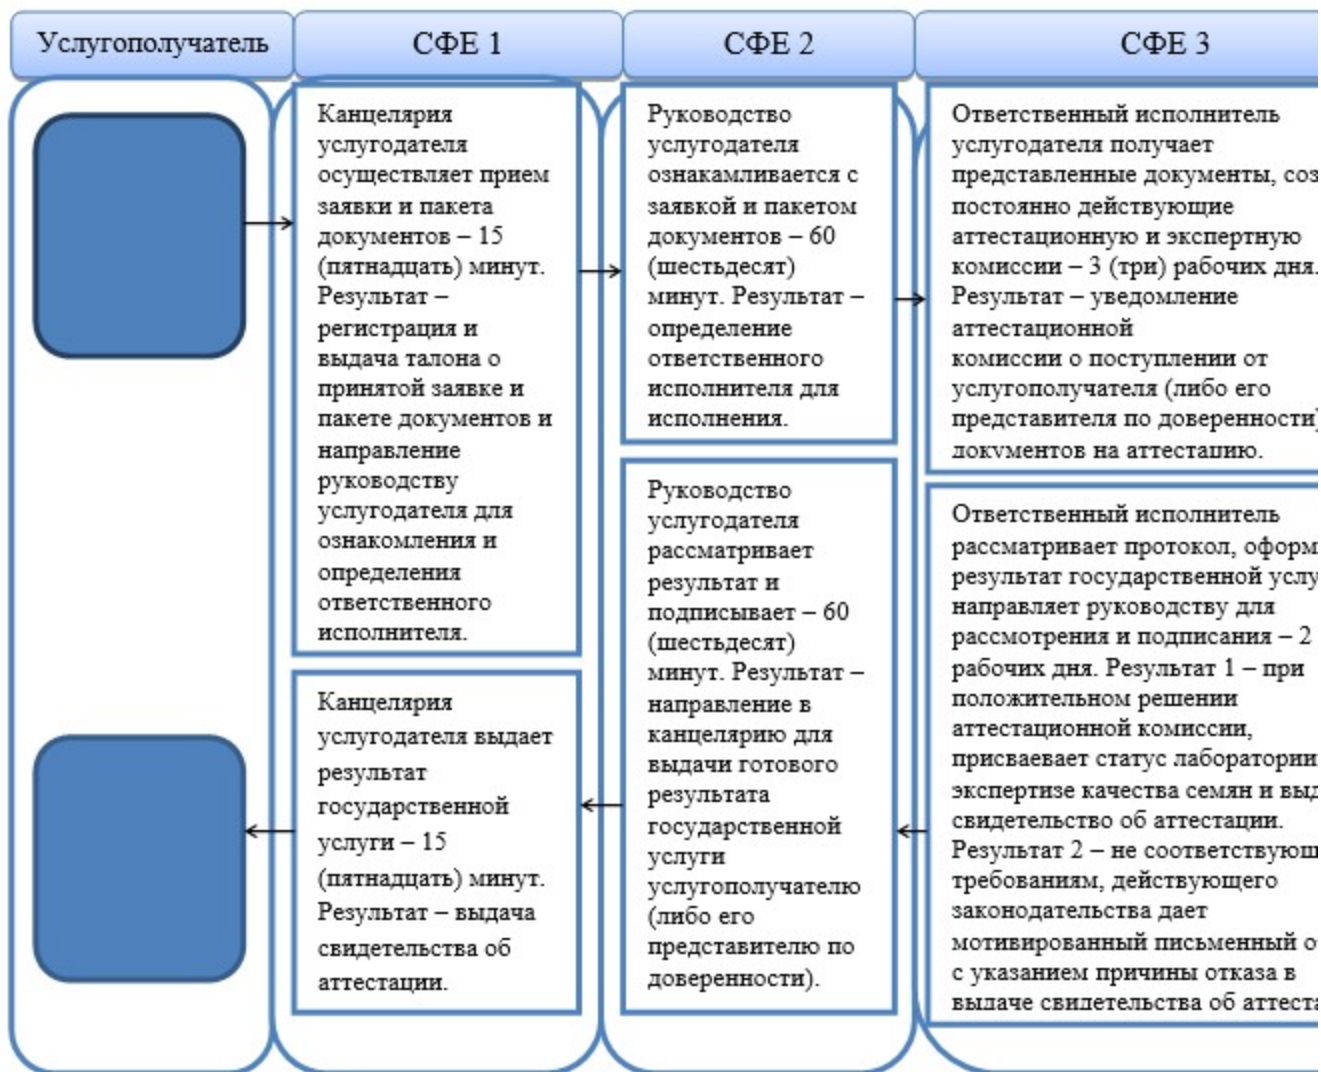 Услугополучатель
СФЕ 1
СФЕ 2
СФЕ 3
Канцелярия
услугодателя
осуществляет прием
заявки и пакета
документов – 15
(пятнадцать) минут.
Результат –
регистрация и
выдача талона о
принятой заявке и
пакете документов и
направление
руководству
услугодателя для
ознакомления и
определения
ответственного
исполнителя.
Руководство
услугодателя
ознакамливается с
заявкой и пакетом
документов – 60
(шестьдесят)
минут. Результат –
определение
ответственного
исполнителя для
исполнения.
Ответственный исполнитель
услугодателя получает
представленные документы,
постоянно действующие
аттестационную и экспертную
комиссии – 3 (три) рабочих дня.
Результат – уведомление
аттестационной
комиссии о поступлении от
услугополучателя (либо его
представителя по доверенности)
документов на аттестацию.
Канцелярия
услугодателя выдает
результат
государственной
услуги – 15
(пятнадцать) минут.
Результат – выдача
свидетельства об
аттестации.
Руководство
услугодателя
рассматривает
результат и
подписывает – 60
(шестьдесят)
минут. Результат –
направление в
канцелярию для
выдачи готового
результата
государственной
услуги
услугополучателю
(либо его
представителю по
доверенности).
Ответственный исполнитель
рассматривает протокол,
результат государственной
направляет руководству для
рассмотрения и подписания – 2
рабочих дня. Результат 1 – при
положительном решении
аттестационной комиссии,
присваевает статус лаборатории
экспертизе качества семян и
свидетельство об аттестации.
Результат 2 – не
требованиям, действующего
законодательства дает
мотивированный письменный
с указанием причины отказа в
выдаче свидетельства об